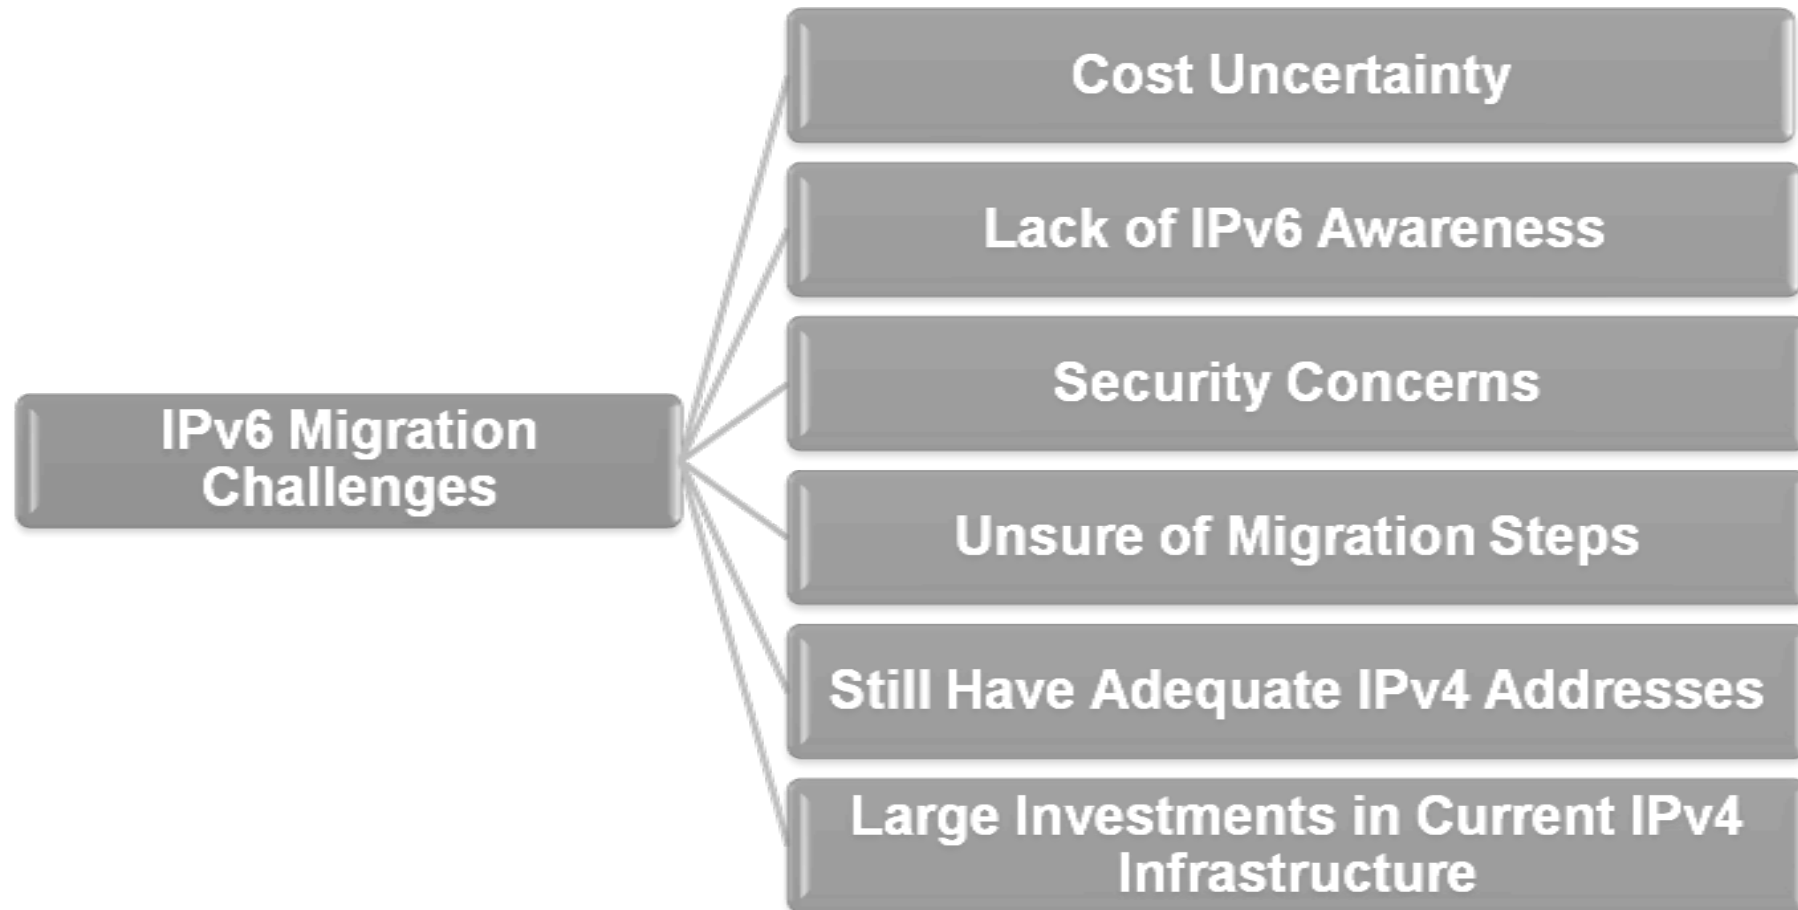 Cost Uncertainty
Lack of IPv6 Awareness
Security Concerns
IPv6 Migration
Challenges
Unsure of Migration Steps
Still Have Adequate IPv4 Addresses
Large Investments in Current IPv4
Infrastructure